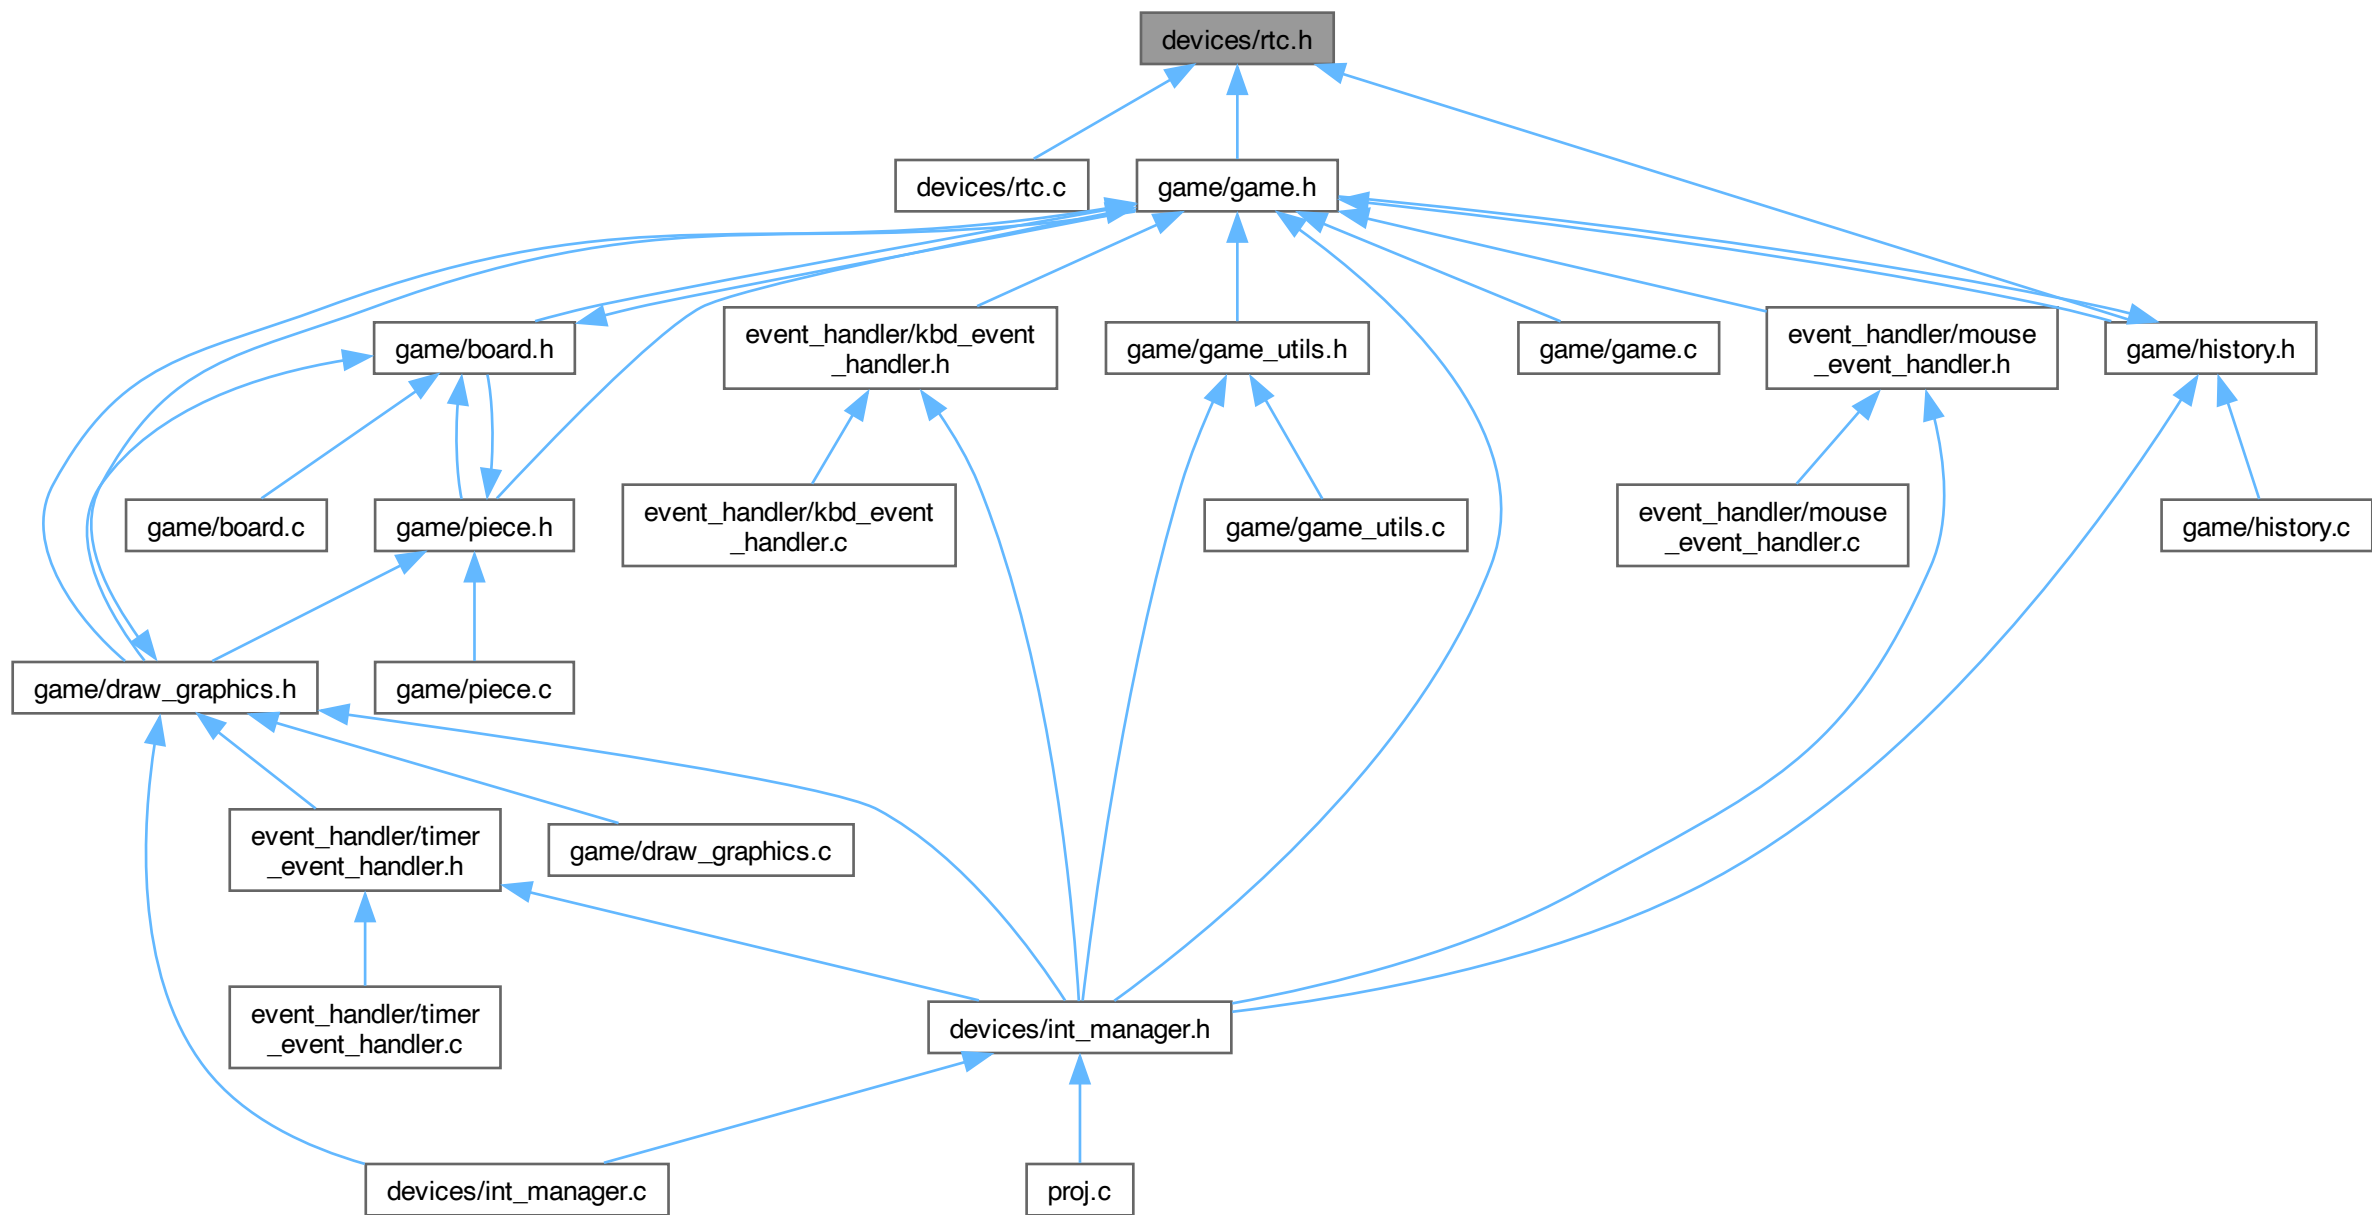 devices/rtc.h
devices/rtc.c
game/game.h
game/board.h
event_handler/kbd_event
_handler.h
game/game_utils.h
game/game.c
event_handler/mouse
_event_handler.h
game/history.h
game/board.c
game/piece.h
event_handler/kbd_event
_handler.c
game/game_utils.c
event_handler/mouse
_event_handler.c
game/history.c
game/draw_graphics.h
game/piece.c
event_handler/timer
_event_handler.h
game/draw_graphics.c
event_handler/timer
_event_handler.c
devices/int_manager.h
devices/int_manager.c
proj.c